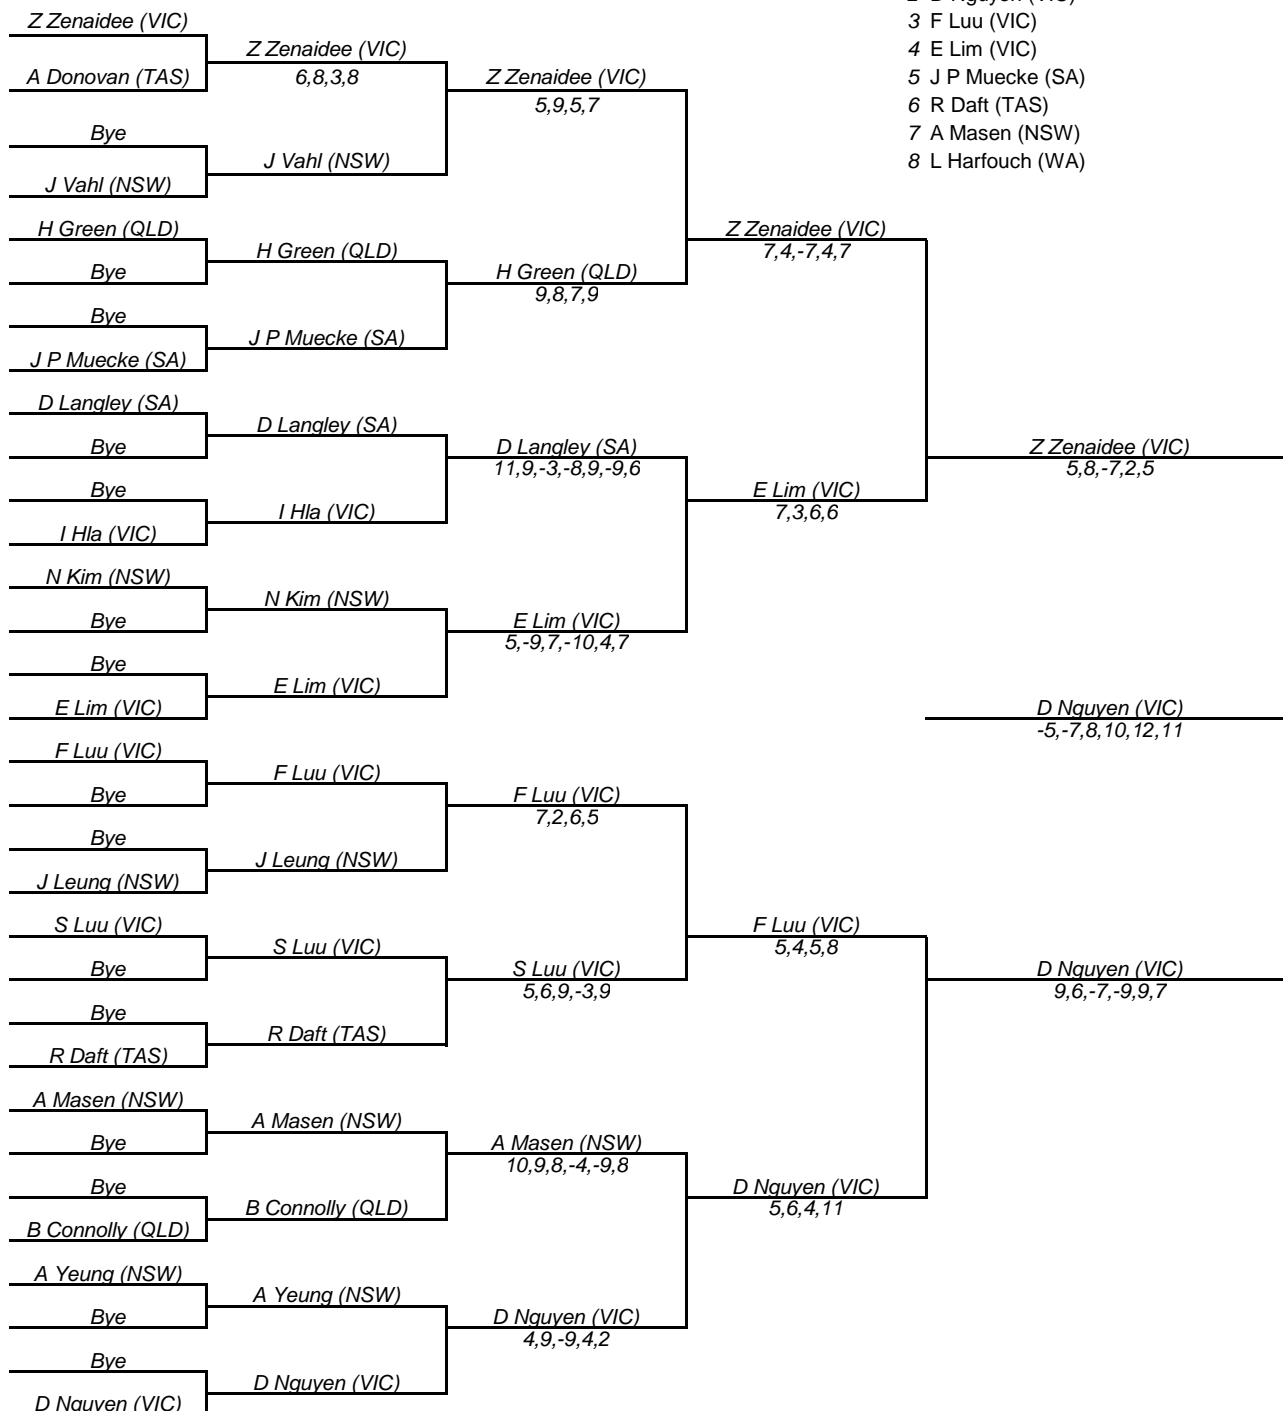 2 D Nguyen (VIC)
3 F Luu (VIC)
4 E Lim (VIC)
5 J P Muecke (SA)
6 R Daft (TAS)
7 A Masen (NSW)
8 L Harfouch (WA)
Z Zenaidee (VIC)
A Donovan (TAS)
Bye
J Vahl (NSW)
H Green (QLD)
Bye
Bye
J P Muecke (SA)
D Langley (SA)
Bye
Bye
I Hla (VIC)
N Kim (NSW)
Bye
Bye
E Lim (VIC)
F Luu (VIC)
Bye
Bye
J Leung (NSW)
S Luu (VIC)
Bye
Bye
R Daft (TAS)
A Masen (NSW)
Bye
Bye
B Connolly (QLD)
A Yeung (NSW)
Bye
Bye
D Nguyen (VIC)
Z Zenaidee (VIC)
6,8,3,8
J Vahl (NSW)
H Green (QLD)
J P Muecke (SA)
D Langley (SA)
I Hla (VIC)
N Kim (NSW)
E Lim (VIC)
F Luu (VIC)
J Leung (NSW)
S Luu (VIC)
R Daft (TAS)
A Masen (NSW)
B Connolly (QLD)
A Yeung (NSW)
D Nguyen (VIC)
Z Zenaidee (VIC)
5,9,5,7
H Green (QLD)
9,8,7,9
D Langley (SA)
11,9,-3,-8,9,-9,6
E Lim (VIC)
5,-9,7,-10,4,7
F Luu (VIC)
7,2,6,5
S Luu (VIC)
5,6,9,-3,9
A Masen (NSW)
10,9,8,-4,-9,8
D Nguyen (VIC)
4,9,-9,4,2
Z Zenaidee (VIC)
7,4,-7,4,7
E Lim (VIC)
7,3,6,6
F Luu (VIC)
5,4,5,8
D Nguyen (VIC)
5,6,4,11
Z Zenaidee (VIC)
5,8,-7,2,5
D Nguyen (VIC)
-5,-7,8,10,12,11
D Nguyen (VIC)
9,6,-7,-9,9,7